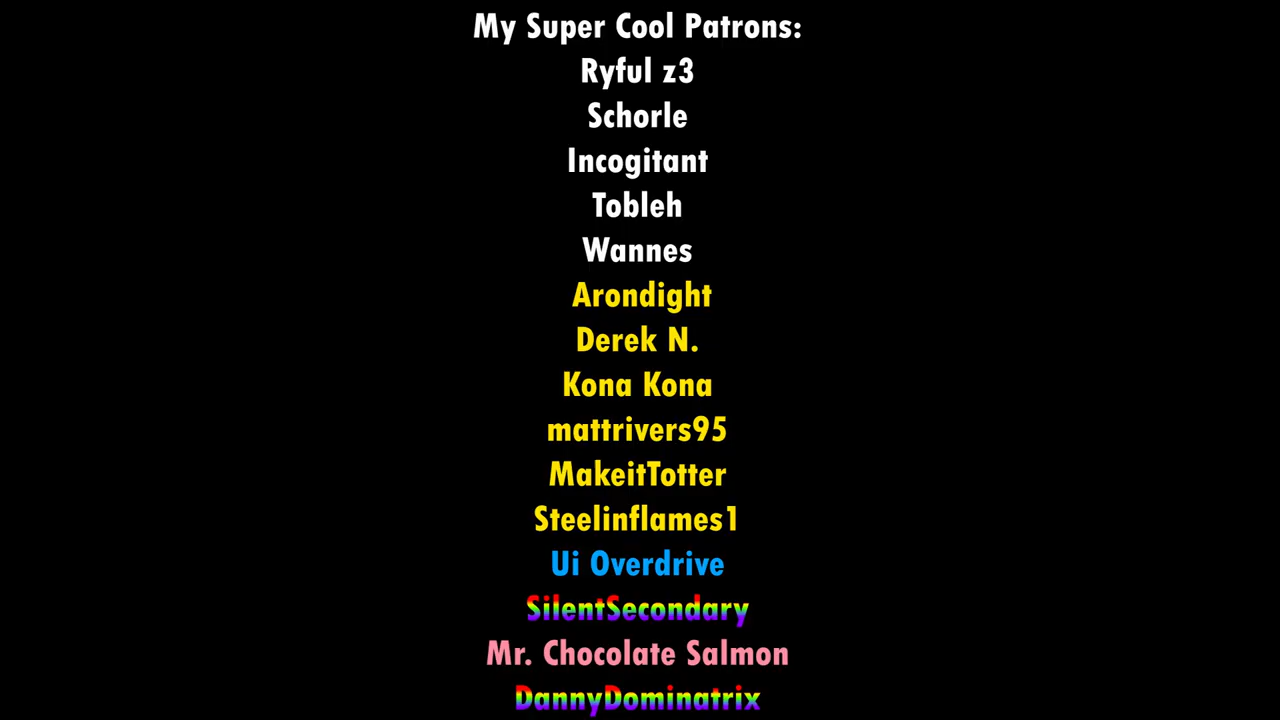 My Super Cool Patrons:
Ryful z3
Schorle
Incogitant
Tobleh
Wannes
Arondight
Derek N.
Kona Kona
mattrivers95
MakeitTotter
Steelinflames1
Ui Overdrive
SilentSecondary
Mr. Chocolate Salmon
DannyDominatrix